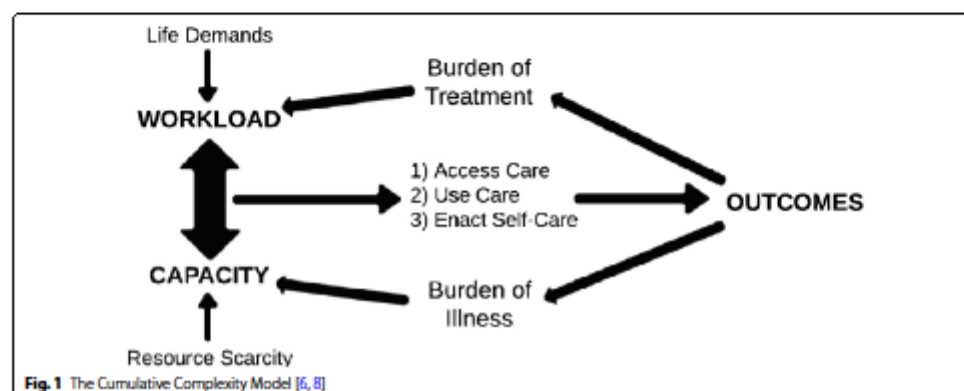 Life Demands
Burden of
Treatment
WORKLOAD
1) Access Care
2) Use Care
3) Enact Self-Care
OUTCOMES
CAPACITY
Burden of
Illness
Resource Scarcity
Fig. 1 The Cumulative Complexity Model [6, 8]